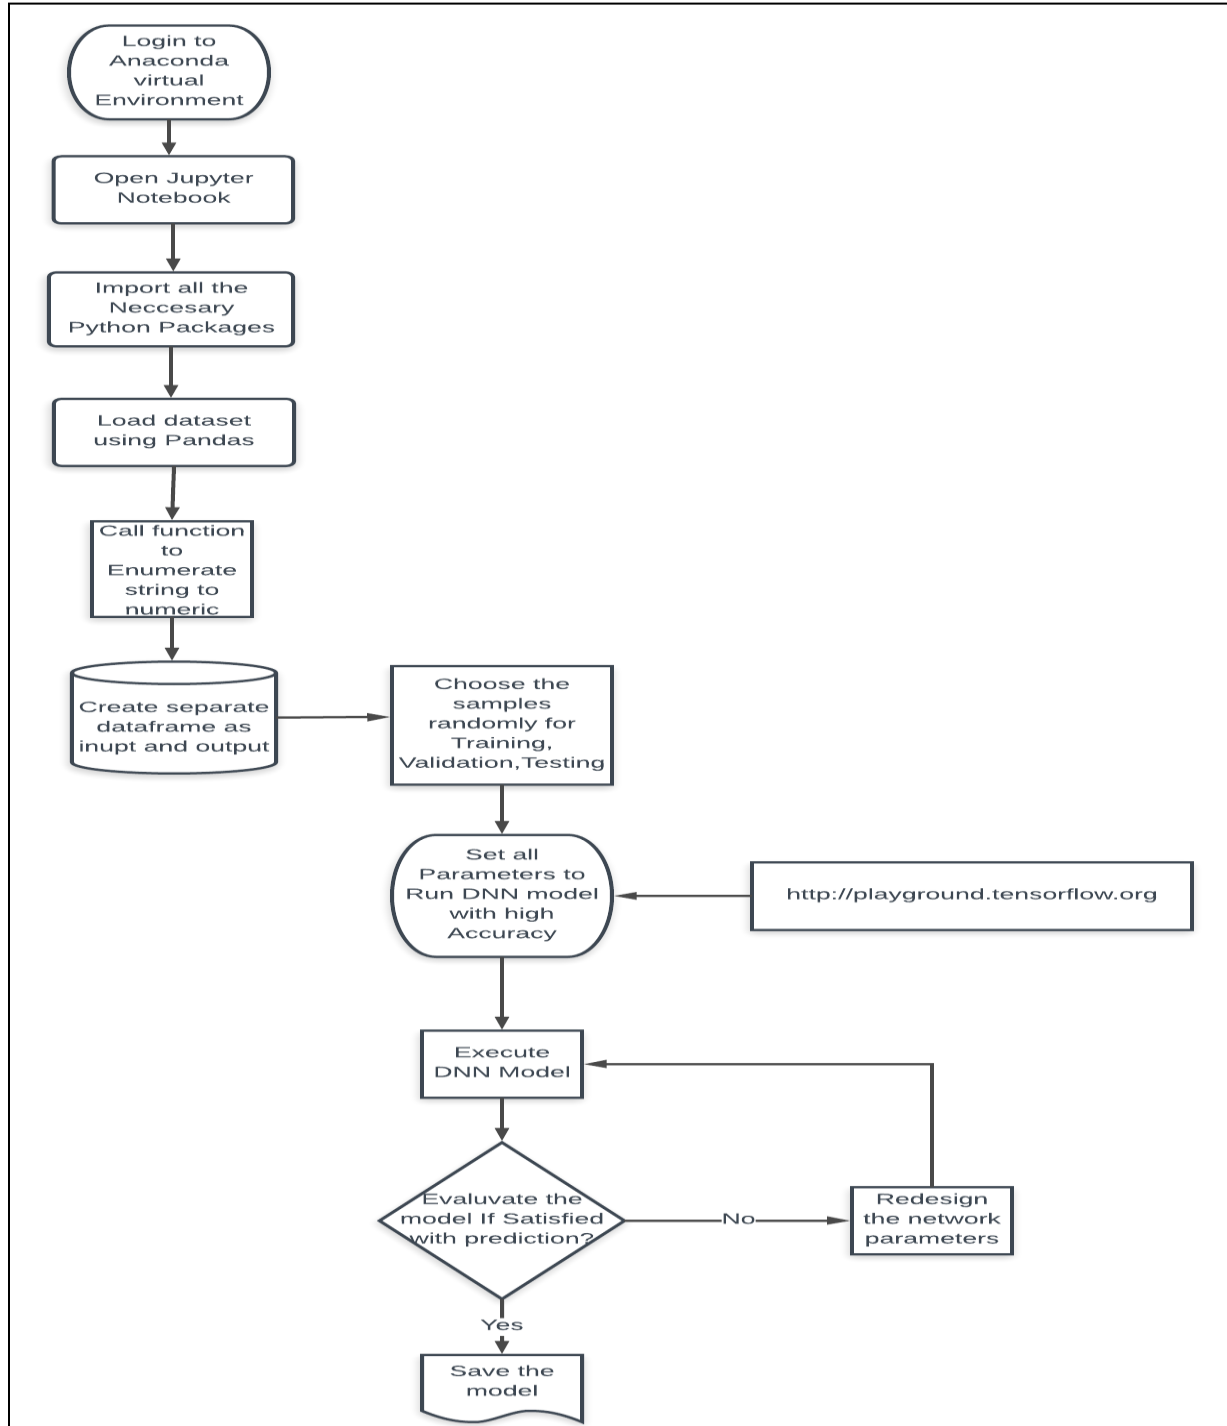 Login to
Anaconda
virtual
Environment
Open Jupyter
Notebook
Import all the
Neccesary
Python Packages
Load dataset
using Pandas
Call function
to
Enumerate
string to
numeric
Create separate
dataframe as
inupt and output
Choose the
samples
randomly for
Training,
Validation,Testing
Set all
Parameters to
Run DNN model
with high
Accuracy
http://playground.tensorflow.org
Execute
DNN Model
Evaluvate the
model If Satisfied
with prediction?
No
Redesign
the network
parameters
Yes
Save the
model